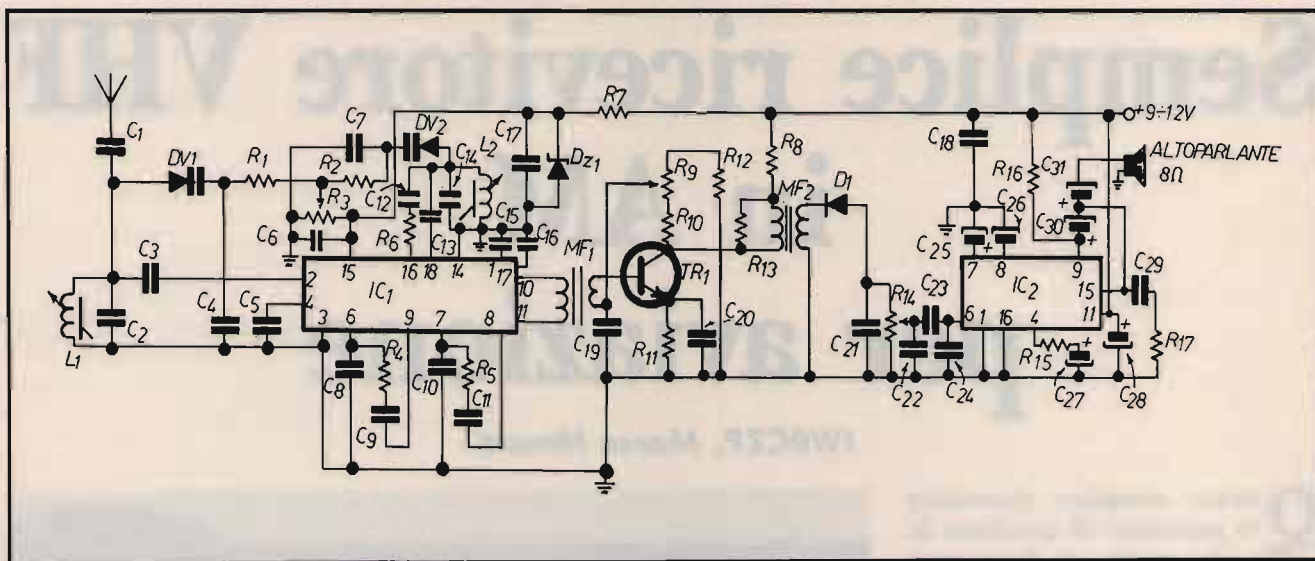 Semplice ricevitore VHF
C1
C7
DV2
C14
L2
C17
Dz1
R7
+9÷12V
DV1
R1
R2
C12
R3
C6
R6
C13
C15
C16
R9
R12
R8
MF2
D1
C18
R16
C31
ALTOPARLANTE
8Ω
C25
C26
C30
C3
15
16
18
14
1
17
MF1
R10
TR1
R13
7
8
9
2
10
IC1
11
4
IC2
15
C29
L1
C2
C4
C5
3
6
9
7
8
C19
R11
C20
C21
R14
C23
6
1
16
4
11
R15
R17
C8
R4
C10
R5
C22
C24
C27
C28
C9
C11